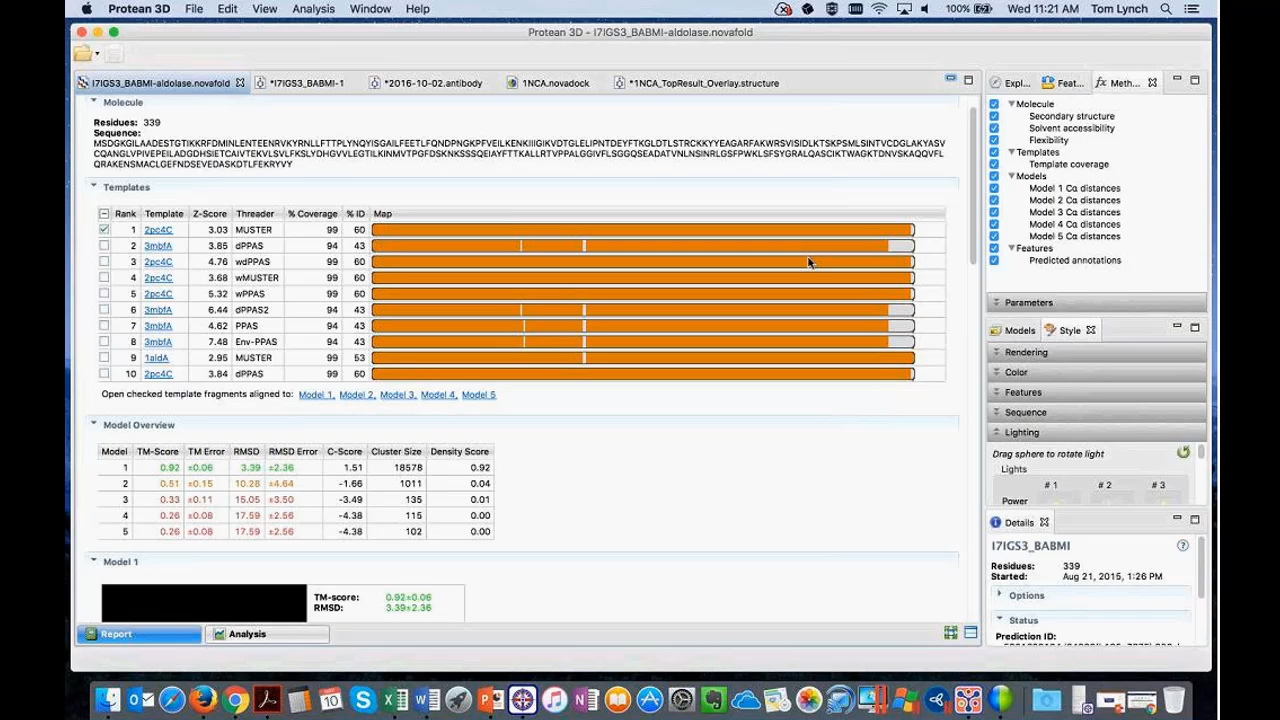 Protean 3D File Edit View Analysis Window Help 100% Wed 11:21 AM Tom Lynch
Protean 3D - I7IGS3_BABMI-aldolase.novafold
I7IGS3_BABMI-aldolase.novafold *I7IGS3_BABMI-1 *2016-10-02.antibody 1NCA.novadock *1NCA_TopResult_Overlay.structure
Molecule
Residues: 339
Sequence:
Templates
Rank Template Z-Score Threader % Coverage % ID Map
1 2pc4C 3.03 MUSTER 99 60
2 3mbfA 3.85 dPPAS 94 43
3 2pc4C 4.76 wdPPAS 99 60
4 2pc4C 3.68 wMUSTER 99 60
5 2pc4C 5.32 wPPAS 99 60
6 3mbfA 6.44 dPPAS2 94 43
7 3mbfA 4.62 PPAS 94 43
8 3mbfA 7.48 Env-PPAS 94 43
9 1aldA 2.95 MUSTER 99 53
10 2pc4C 3.84 dPPAS 99 60
Open checked template fragments aligned to: Model 1, Model 2, Model 3, Model 4, Model 5
Model Overview
Model TM-Score TM Error RMSD RMSD Error C-Score Cluster Size Density Score
1 0.92 ±0.06 3.39 ±2.36 1.51 18578 0.92
2 0.51 ±0.15 10.28 ±4.64 -1.66 1011 0.04
3 0.33 ±0.11 15.05 ±3.50 -3.49 135 0.01
4 0.26 ±0.08 17.59 ±2.56 -4.38 115 0.00
5 0.26 ±0.08 17.59 ±2.56 -4.38 102 0.00
Model 1
TM-score: 0.92±0.06
RMSD: 3.39±2.36
Report Analysis
Expl... Feat... Meth...
Molecule
Secondary structure
Solvent accessibility
Flexibility
Templates
Template coverage
Models
Model 1 Cα distances
Model 2 Cα distances
Model 3 Cα distances
Model 4 Cα distances
Model 5 Cα distances
Features
Predicted annotations
Parameters
Models Style
Rendering
Color
Features
Sequence
Lighting
Drag sphere to rotate light
Lights
# 1 # 2 # 3
Power
Details
I7IGS3_BABMI
Residues: 339
Started: Aug 21, 2015, 1:26 PM
Options
Status
Prediction ID: